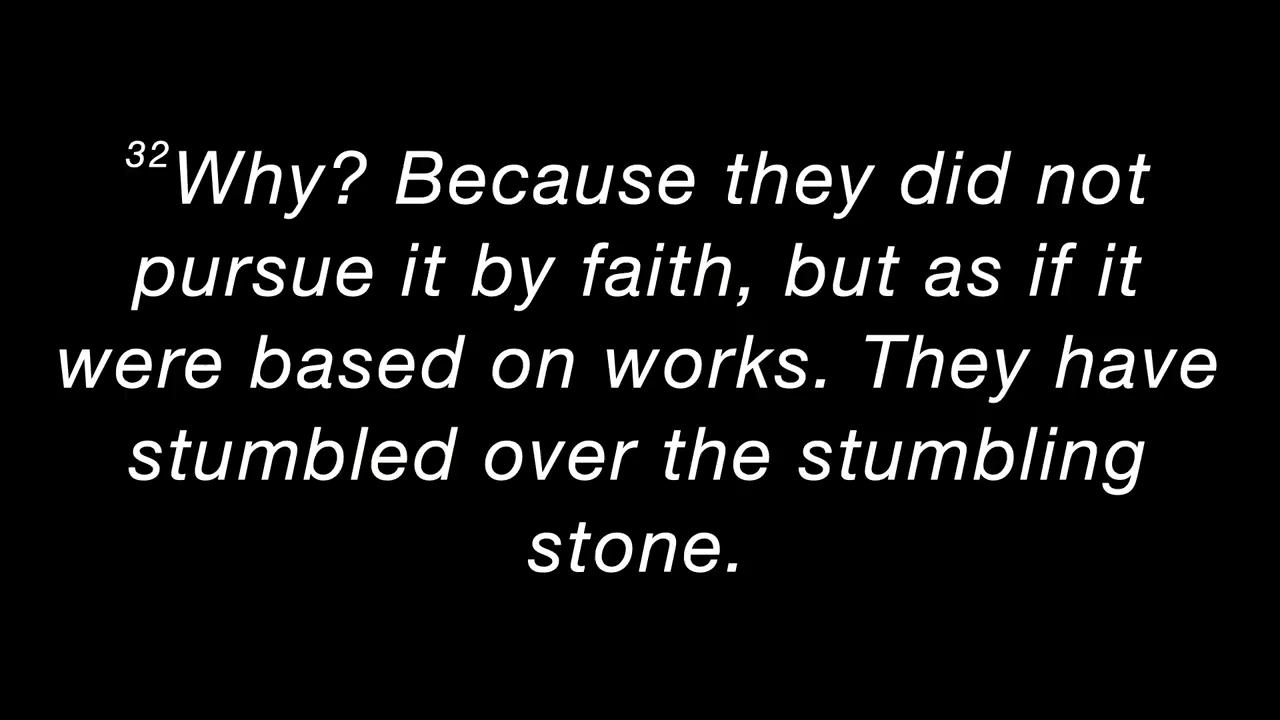 32Why? Because they did not
pursue it by faith, but as if it
were based on works. They have
stumbled over the stumbling
stone.